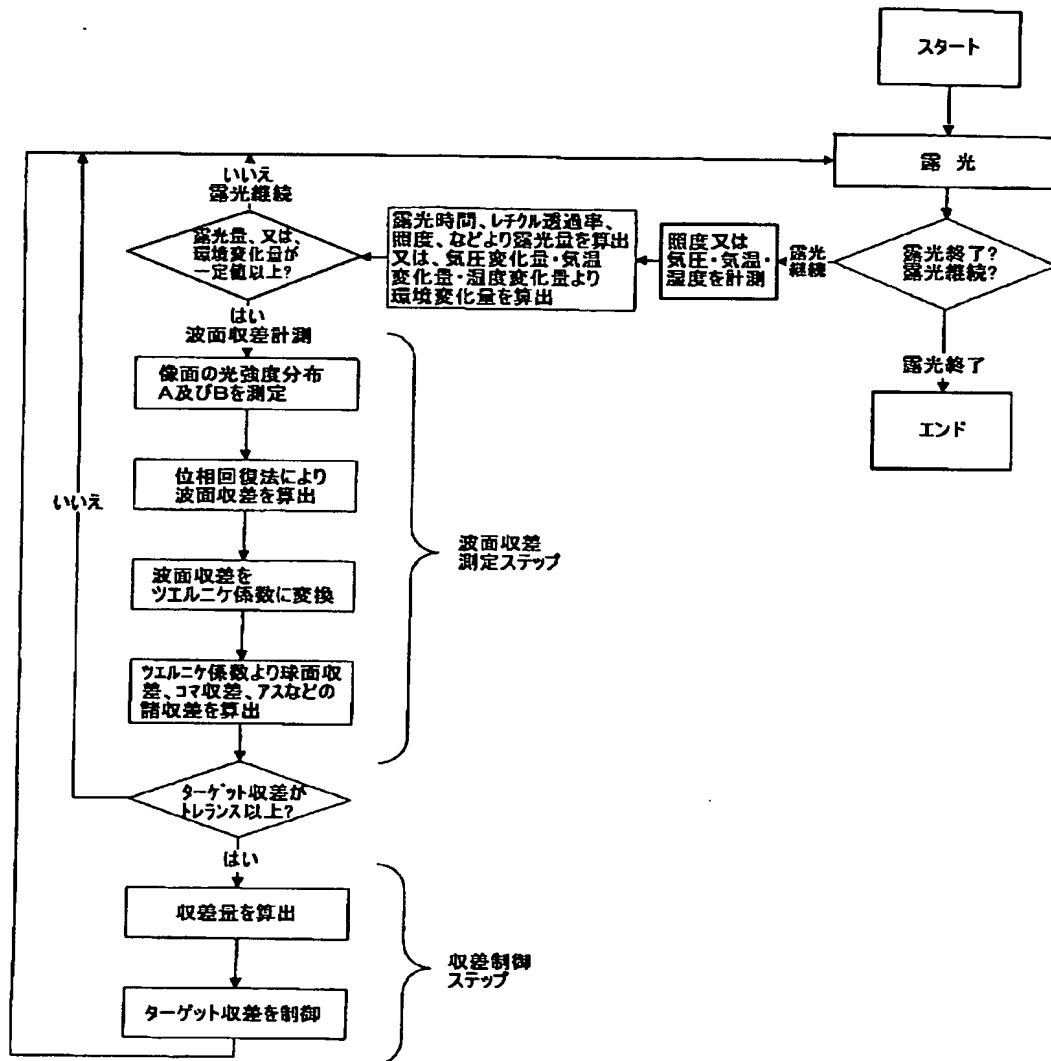 スタート
露 光
露光終了?
露光継続?
露光
継続
露光終了
エンド
照度又は
気圧・気温・
湿度を計測
露光時間、レチクル透過率、
照度、などより露光量を算出
又は、気圧変化量・気温
変化量・湿度変化量より
環境変化量を算出
露光量、又は、
環境変化量が
一定値以上?
いいえ
露光継続
はい
波面収差計測
像面の光強度分布
A及びBを測定
位相回復法により
波面収差を算出
波面収差を
ツエルニケ係数に変換
ツエルニケ係数より球面収
差、コマ収差、アスなどの
諸収差を算出
波面収差
測定ステップ
ターゲット収差が
トレランス以上?
いいえ
はい
収差量を算出
ターゲット収差を制御
収差制御
ステップ